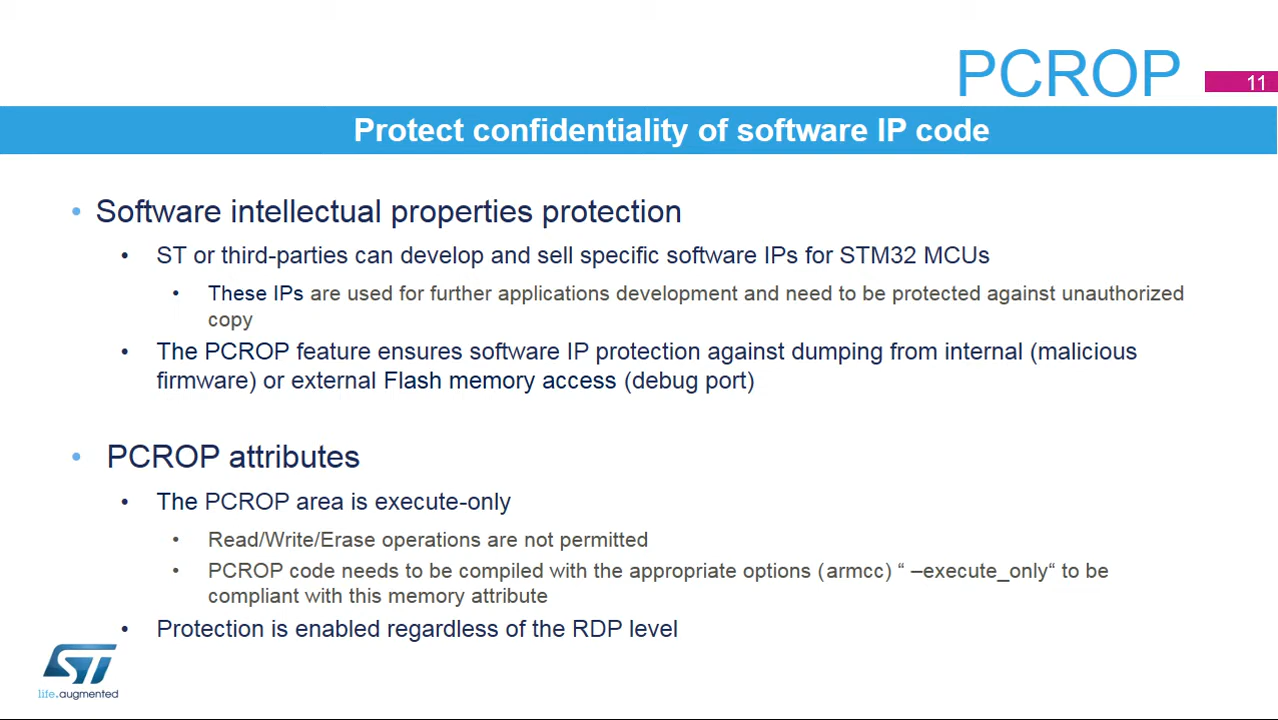 PCROP
11
Protect confidentiality of software IP code
• Software intellectual properties protection
• ST or third-parties can develop and sell specific software IPs for STM32 MCUs
• These IPs are used for further applications development and need to be protected against unauthorized
copy
• The PCROP feature ensures software IP protection against dumping from internal (malicious
firmware) or external Flash memory access (debug port)
• PCROP attributes
• The PCROP area is execute-only
• Read/Write/Erase operations are not permitted
• PCROP code needs to be compiled with the appropriate options (armcc) “ –execute_only“ to be
compliant with this memory attribute
• Protection is enabled regardless of the RDP level
ST
life.augmented